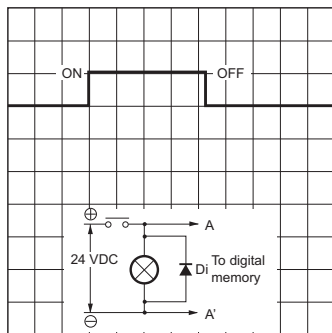 ON OFF
⊕
A
24 VDC
Di
To digital
memory
⊖
A'